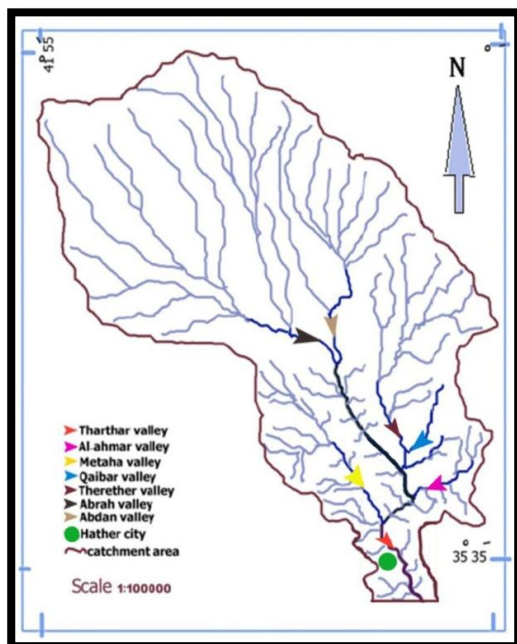 41 55
N
Tharthar valley
Al-ahmar valley
Metaha valley
Qaibar valley
Therether valley
Abrah valley
Abdan valley
Hather city
catchment area
Scale 1:100000
35 35